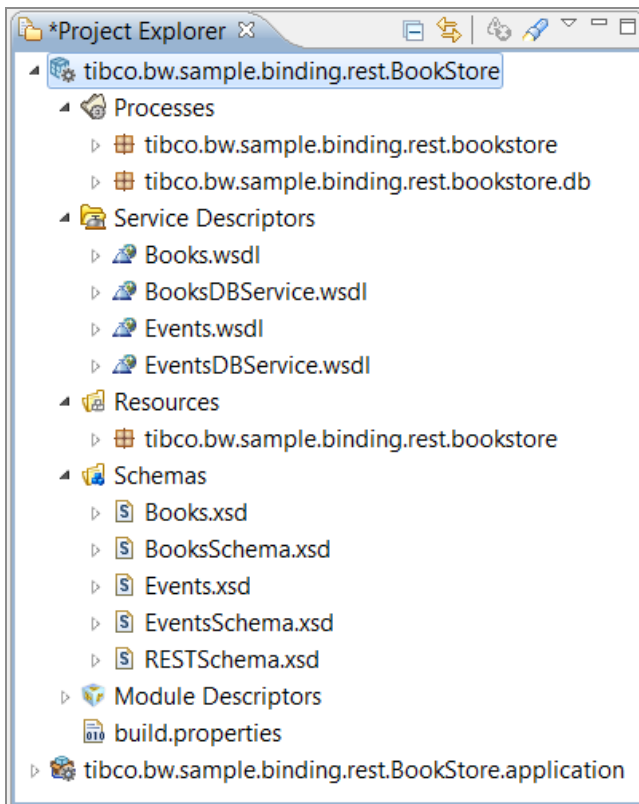 *Project Explorer
tibco.bw.sample.binding.rest.BookStore
Processes
tibco.bw.sample.binding.rest.bookstore
tibco.bw.sample.binding.rest.bookstore.db
Service Descriptors
Books.wsdl
BooksDBService.wsdl
Events.wsdl
EventsDBService.wsdl
Resources
tibco.bw.sample.binding.rest.bookstore
Schemas
Books.xsd
BooksSchema.xsd
Events.xsd
EventsSchema.xsd
RESTSchema.xsd
Module Descriptors
build.properties
tibco.bw.sample.binding.rest.BookStore.application